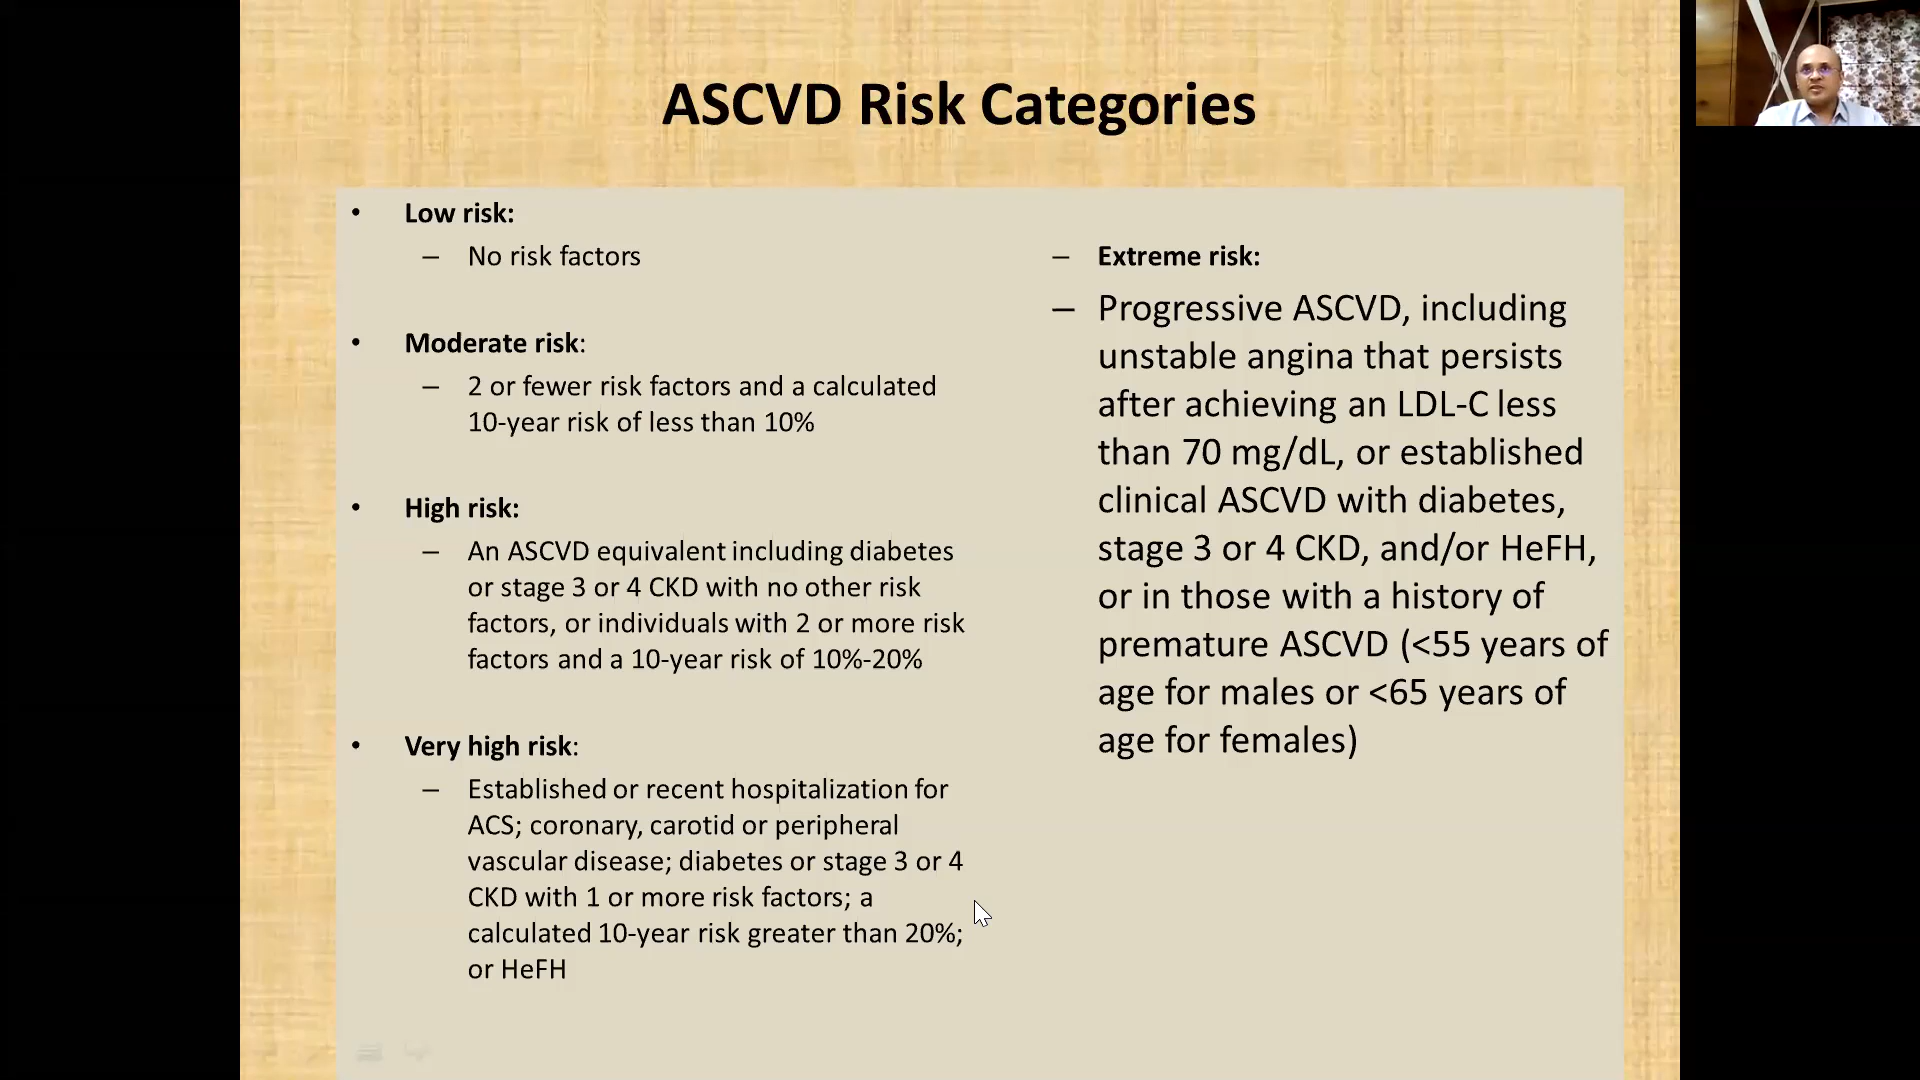 ASCVD Risk Categories
• Low risk:
– No risk factors
• Moderate risk:
– 2 or fewer risk factors and a calculated
10-year risk of less than 10%
• High risk:
– An ASCVD equivalent including diabetes
or stage 3 or 4 CKD with no other risk
factors, or individuals with 2 or more risk
factors and a 10-year risk of 10%-20%
• Very high risk:
– Established or recent hospitalization for
ACS; coronary, carotid or peripheral
vascular disease; diabetes or stage 3 or 4
CKD with 1 or more risk factors; a
calculated 10-year risk greater than 20%;
or HeFH
– Extreme risk:
– Progressive ASCVD, including
unstable angina that persists
after achieving an LDL-C less
than 70 mg/dL, or established
clinical ASCVD with diabetes,
stage 3 or 4 CKD, and/or HeFH,
or in those with a history of
premature ASCVD (<55 years of
age for males or <65 years of
age for females)